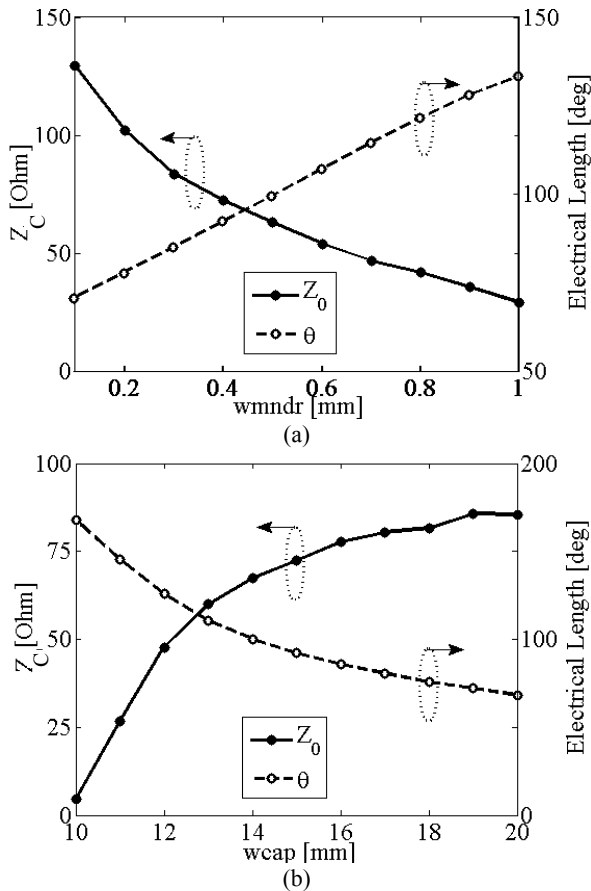 150
100
50
0
Z_C [Ohm]
150
100
50
Electrical Length [deg]
Z_0
θ
0.2 0.4 0.6 0.8 1
wmndr [mm]
(a)
100
75
50
25
0
Z_C' [Ohm]
200
100
0
Electrical Length [deg]
Z_0
θ
10 12 14 16 18 20
wcap [mm]
(b)